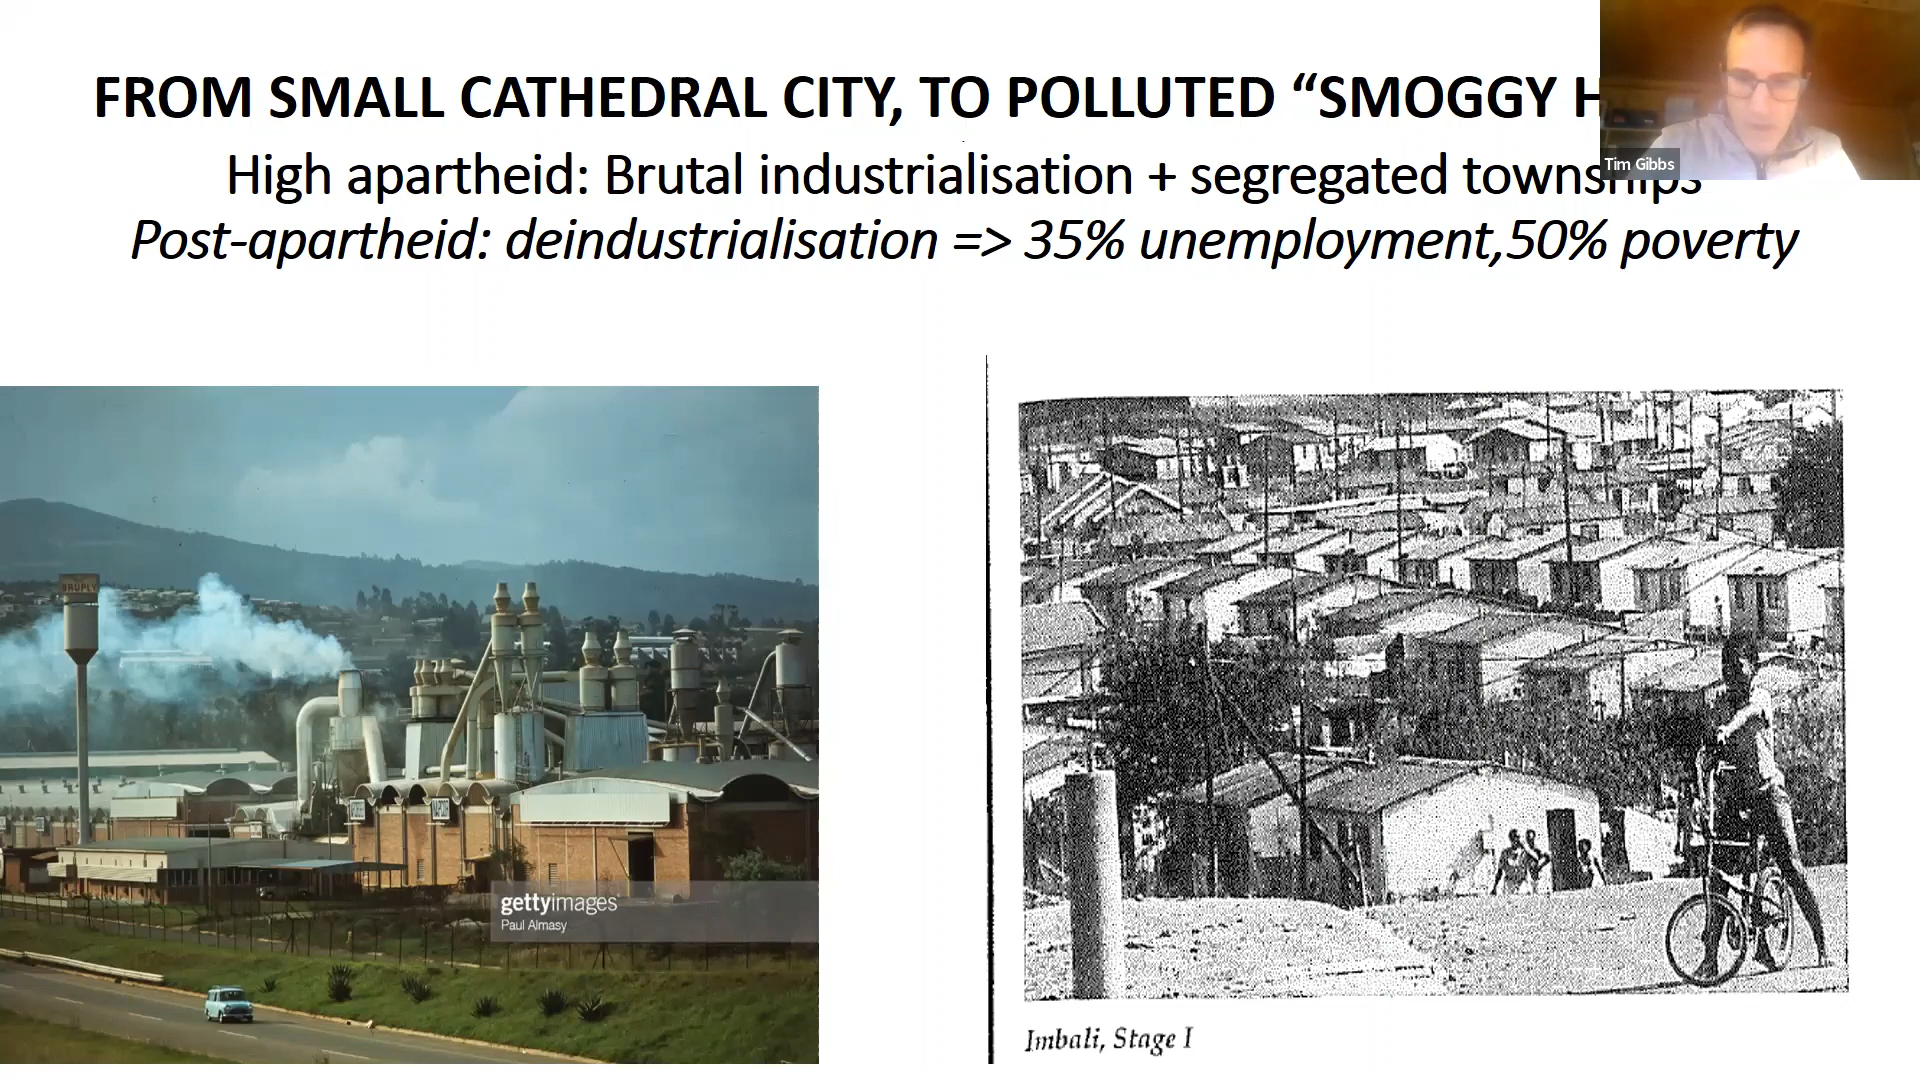 FROM SMALL CATHEDRAL CITY, TO POLLUTED “SMOGGY H
High apartheid: Brutal industrialisation + segregated townships
Post-apartheid: deindustrialisation => 35% unemployment,50% poverty
Tim Gibbs
BRUPLY
gettyimages
Paul Almasy
Imbali, Stage I